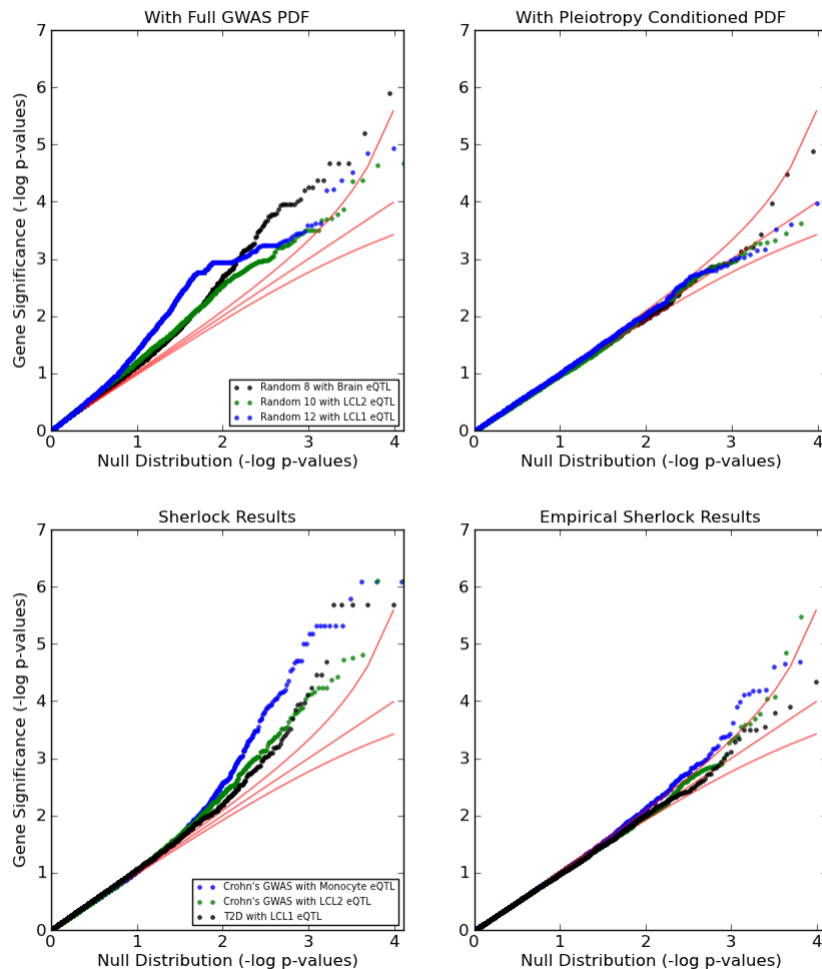 With Full GWAS PDF
7
6
5
4
3
2
1
0
Gene Significance (-log p-values)
Random 8 with Brain eQTL
Random 10 with LCL2 eQTL
Random 12 with LCL1 eQTL
0 1 2 3 4
Null Distribution (-log p-values)
With Pleiotropy Conditioned PDF
7
6
5
4
3
2
1
0
0 1 2 3 4
Null Distribution (-log p-values)
Sherlock Results
7
6
5
4
3
2
1
0
Gene Significance (-log p-values)
Crohn's GWAS with Monocyte eQTL
Crohn's GWAS with LCL2 eQTL
T2D with LCL1 eQTL
0 1 2 3 4
Null Distribution (-log p-values)
Empirical Sherlock Results
7
6
5
4
3
2
1
0
0 1 2 3 4
Null Distribution (-log p-values)